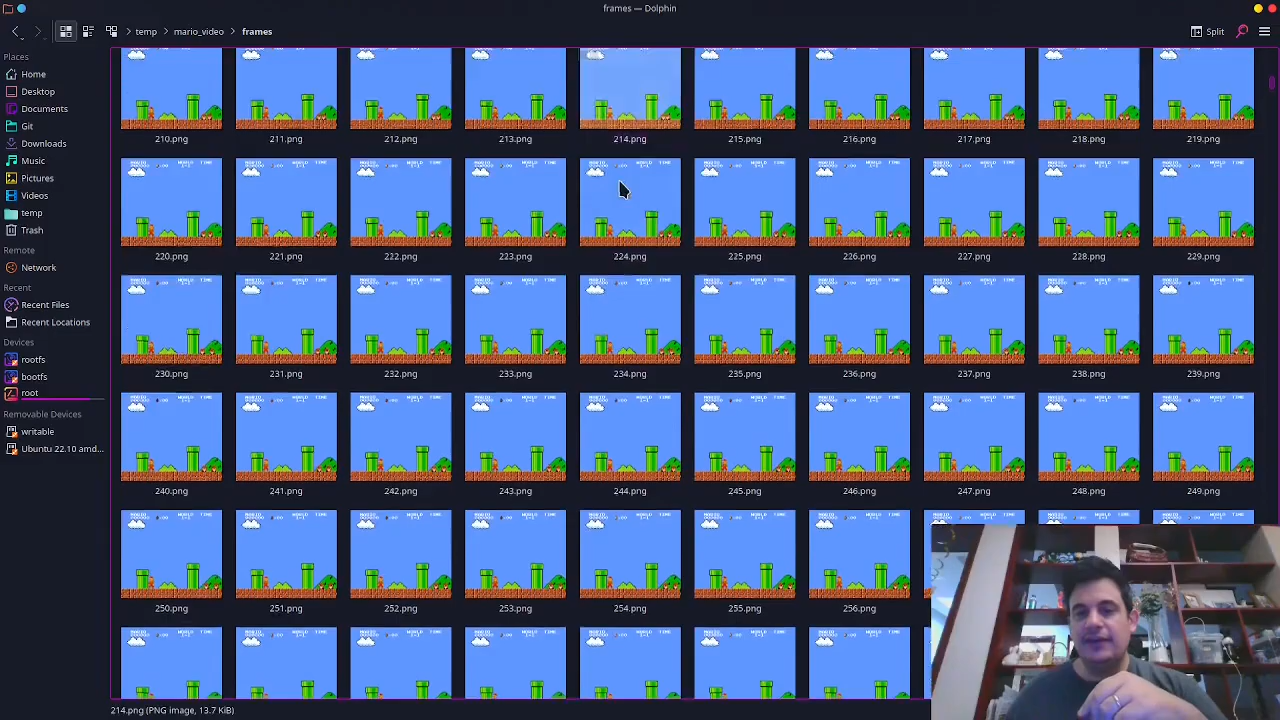 frames — Dolphin
temp
mario_video
frames
Split
Places
Home
Desktop
Documents
Git
Downloads
Music
Pictures
Videos
temp
Trash
Remote
Network
Recent
Recent Files
Recent Locations
Devices
rootfs
bootfs
root
Removable Devices
writable
Ubuntu 22.10 amd...
210.png 211.png 212.png 213.png 214.png 215.png 216.png 217.png 218.png 219.png
220.png 221.png 222.png 223.png 224.png 225.png 226.png 227.png 228.png 229.png
230.png 231.png 232.png 233.png 234.png 235.png 236.png 237.png 238.png 239.png
240.png 241.png 242.png 243.png 244.png 245.png 246.png 247.png 248.png 249.png
250.png 251.png 252.png 253.png 254.png 255.png 256.png
214.png (PNG image, 13.7 KiB)